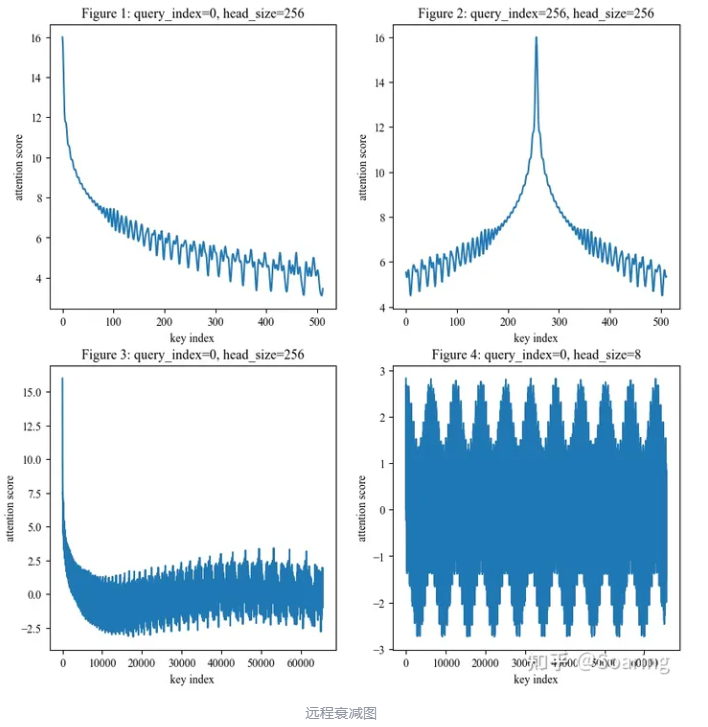 Figure 1: query_index=0, head_size=256
16
14
12
10
8
6
4
attention score
0 100 200 300 400 500
key index
Figure 2: query_index=256, head_size=256
16
14
12
10
8
6
4
attention score
0 100 200 300 400 500
key index
Figure 3: query_index=0, head_size=256
15.0
12.5
10.0
7.5
5.0
2.5
0.0
−2.5
attention score
0 10000 20000 30000 40000 50000 60000
key index
Figure 4: query_index=0, head_size=8
3
2
1
0
−1
−2
−3
attention score
0 10000 20000
key index
知乎 @Soaring
远程衰减图